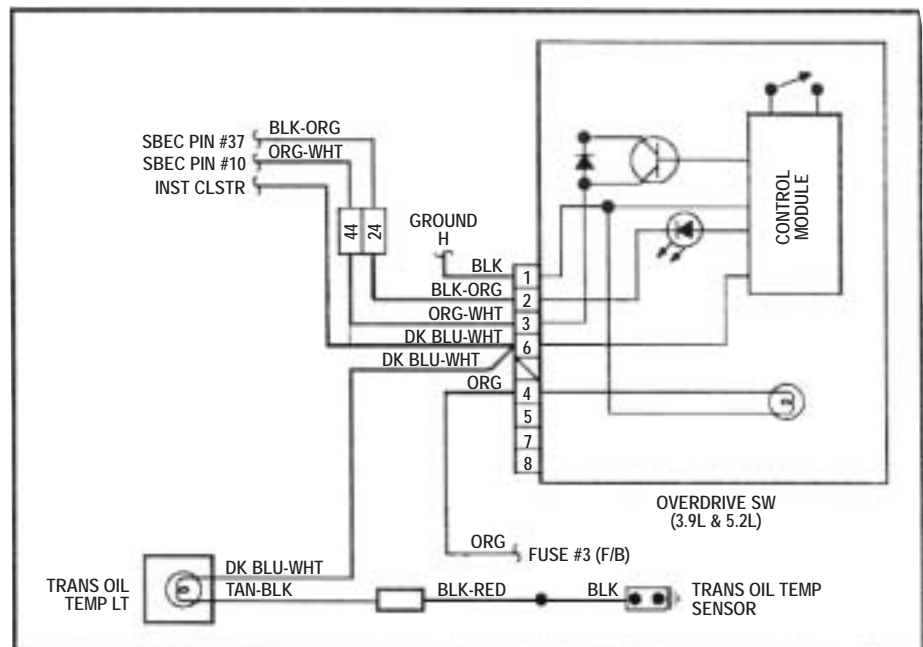 SBEC PIN #37
BLK-ORG
SBEC PIN #10
ORG-WHT
INST CLSTR
44
24
GROUND
H
BLK
BLK-ORG
ORG-WHT
DK BLU-WHT
DK BLU-WHT
ORG
1
2
3
6
4
5
7
8
CONTROL
MODULE
OVERDRIVE SW
(3.9L & 5.2L)
ORG
FUSE #3 (F/B)
TRANS OIL
TEMP LT
DK BLU-WHT
TAN-BLK
BLK-RED
BLK
TRANS OIL TEMP
SENSOR